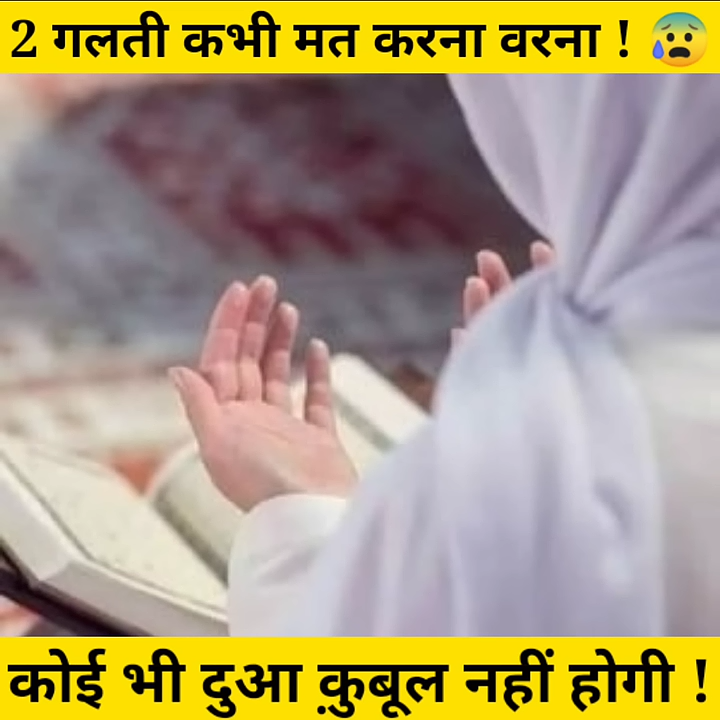 2 गलती कभी मत करना वरना ! 😰
कोई भी दुआ क़ुबूल नहीं होगी !